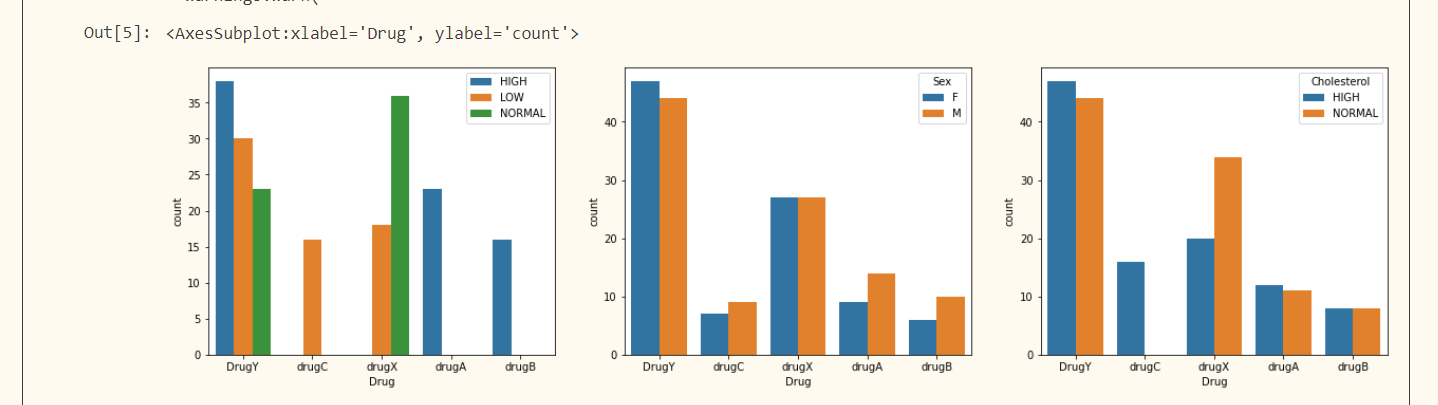 warnings.warn(
Out[5]: <AxesSubplot:xlabel='Drug', ylabel='count'>
HIGH
LOW
NORMAL
35
30
25
20
15
10
5
0
count
DrugY drugC drugX drugA drugB
Drug
Sex
F
M
40
30
20
10
0
count
DrugY drugC drugX drugA drugB
Drug
Cholesterol
HIGH
NORMAL
40
30
20
10
0
count
DrugY drugC drugX drugA drugB
Drug